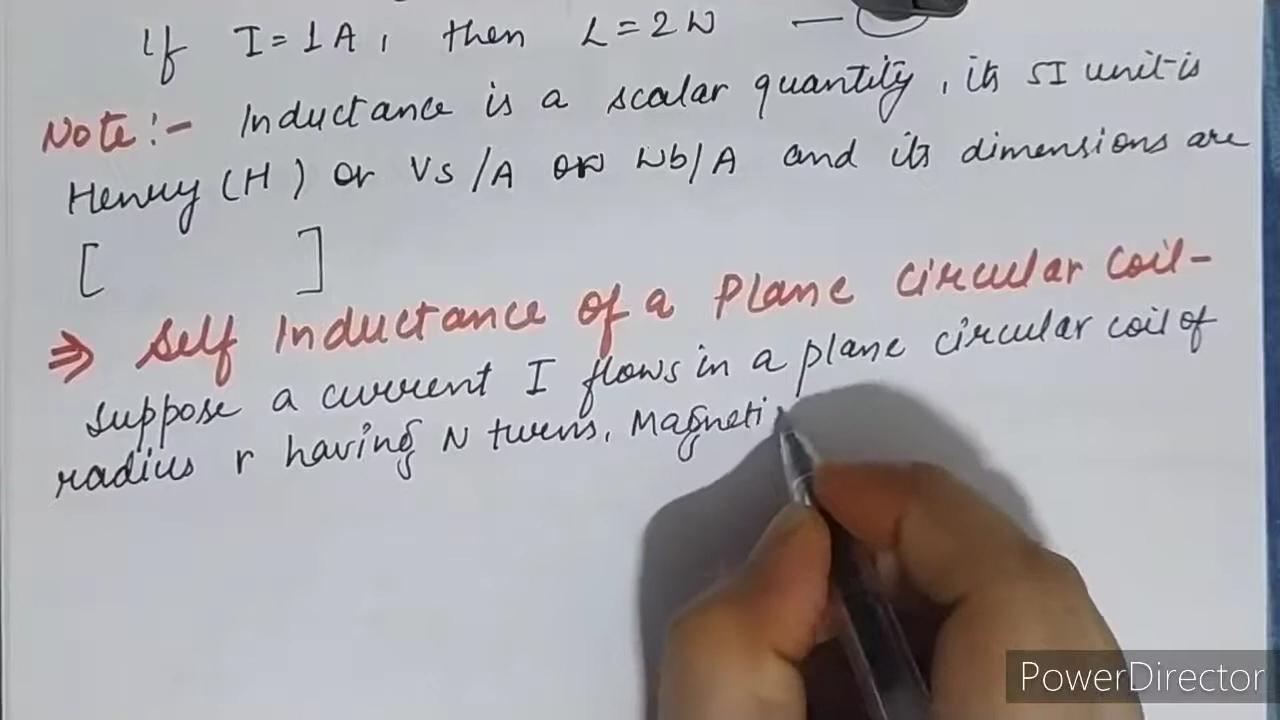 If I = 1 A, then L = 2W —
Note:- Inductance is a scalar quantity, its SI unit is
Henry (H) or Vs/A or Wb/A and its dimensions are
[ ]
⇒ Self Inductance of a Plane Circular Coil-
Suppose a current I flows in a plane circular coil of
radius r having N turns, Magneti
PowerDirector